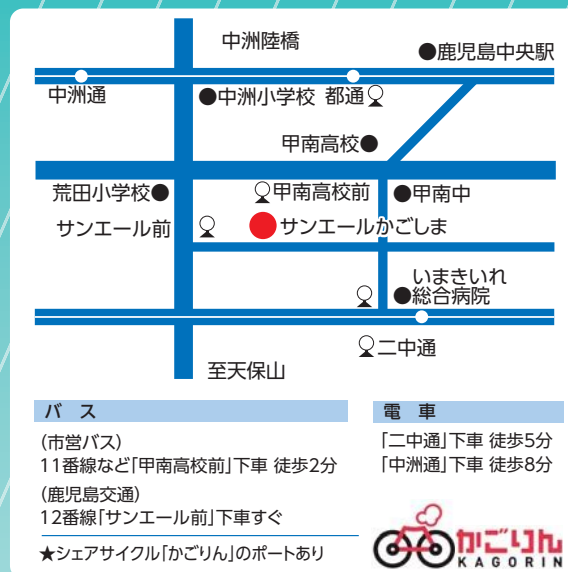 中洲陸橋
●鹿児島中央駅
中洲通
●中洲小学校 都通
甲南高校●
荒田小学校●
甲南高校前
●甲南中
サンエール前
サンエールかごしま
いまきいれ
●総合病院
二中通
至天保山
バス
(市営バス)
11番線など「甲南高校前」下車 徒歩2分
(鹿児島交通)
12番線「サンエール前」下車すぐ
★シェアサイクル「かごりん」のポートあり
電車
「二中通」下車 徒歩5分
「中洲通」下車 徒歩8分
かごりん
KAGORIN